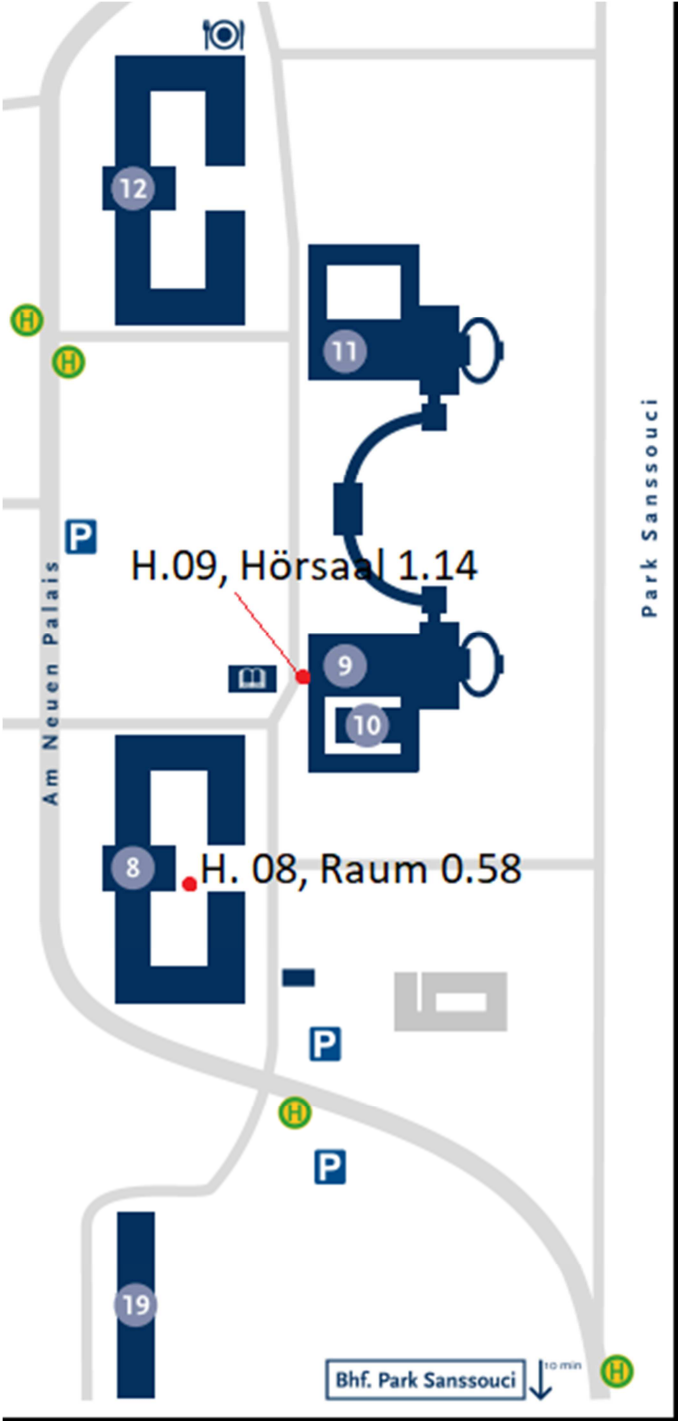 12
H
H
11
P
Park Sanssouci
H.09, Hörsaal 1.14
Am Neuen Palais
9
10
8
H. 08, Raum 0.58
P
H
P
19
Bhf. Park Sanssouci
10 min
H